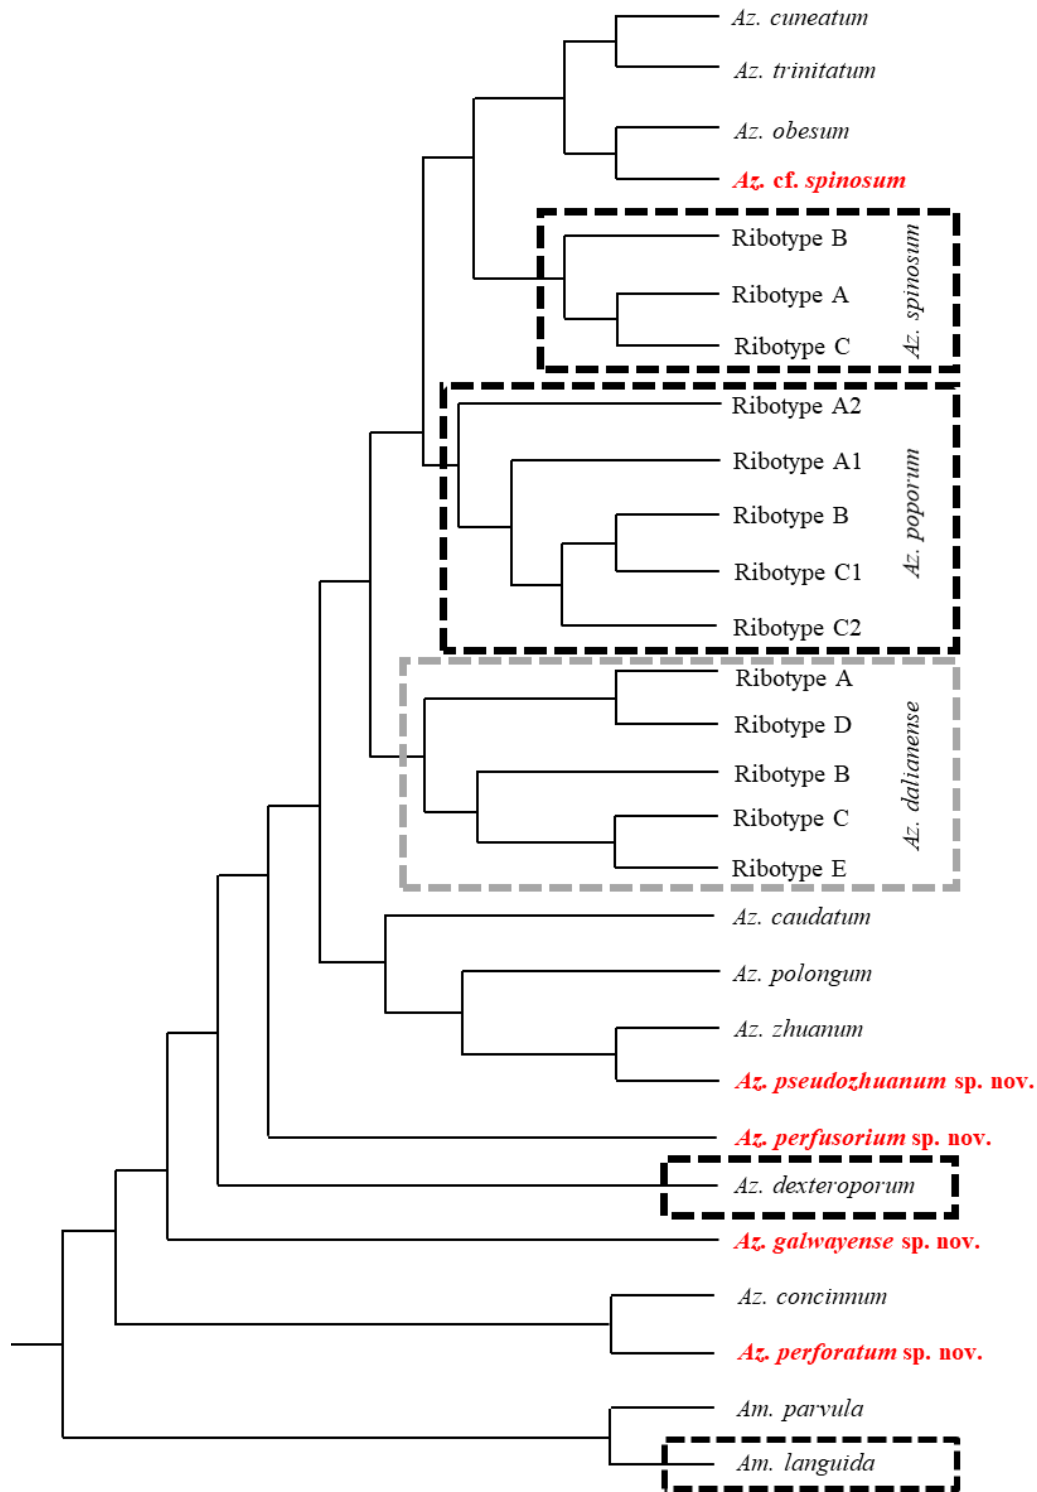 Az. cuneatum
Az. trinitatum
Az. obesum
Az. cf. spinosum
Ribotype B
Ribotype A
Ribotype C
Az. spinosum
Ribotype A2
Ribotype A1
Ribotype B
Ribotype C1
Ribotype C2
Az. poporum
Ribotype A
Ribotype D
Ribotype B
Ribotype C
Ribotype E
Az. dalianense
Az. caudatum
Az. polongum
Az. zhuanum
Az. pseudozhuanum sp. nov.
Az. perfusorium sp. nov.
Az. dexteroporum
Az. galwayense sp. nov.
Az. concinnum
Az. perforatum sp. nov.
Am. parvula
Am. languida